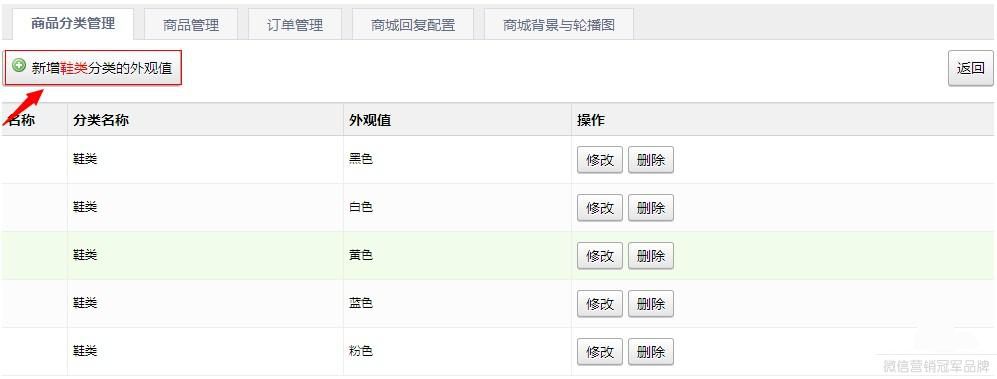 商品分类管理 商品管理 订单管理 商城回复配置 商城背景与轮播图
新增鞋类分类的外观值 返回
名称 分类名称 外观值 操作
鞋类 黑色 修改 删除
鞋类 白色 修改 删除
鞋类 黄色 修改 删除
鞋类 蓝色 修改 删除
鞋类 粉色 修改 删除
微信营销冠军品牌